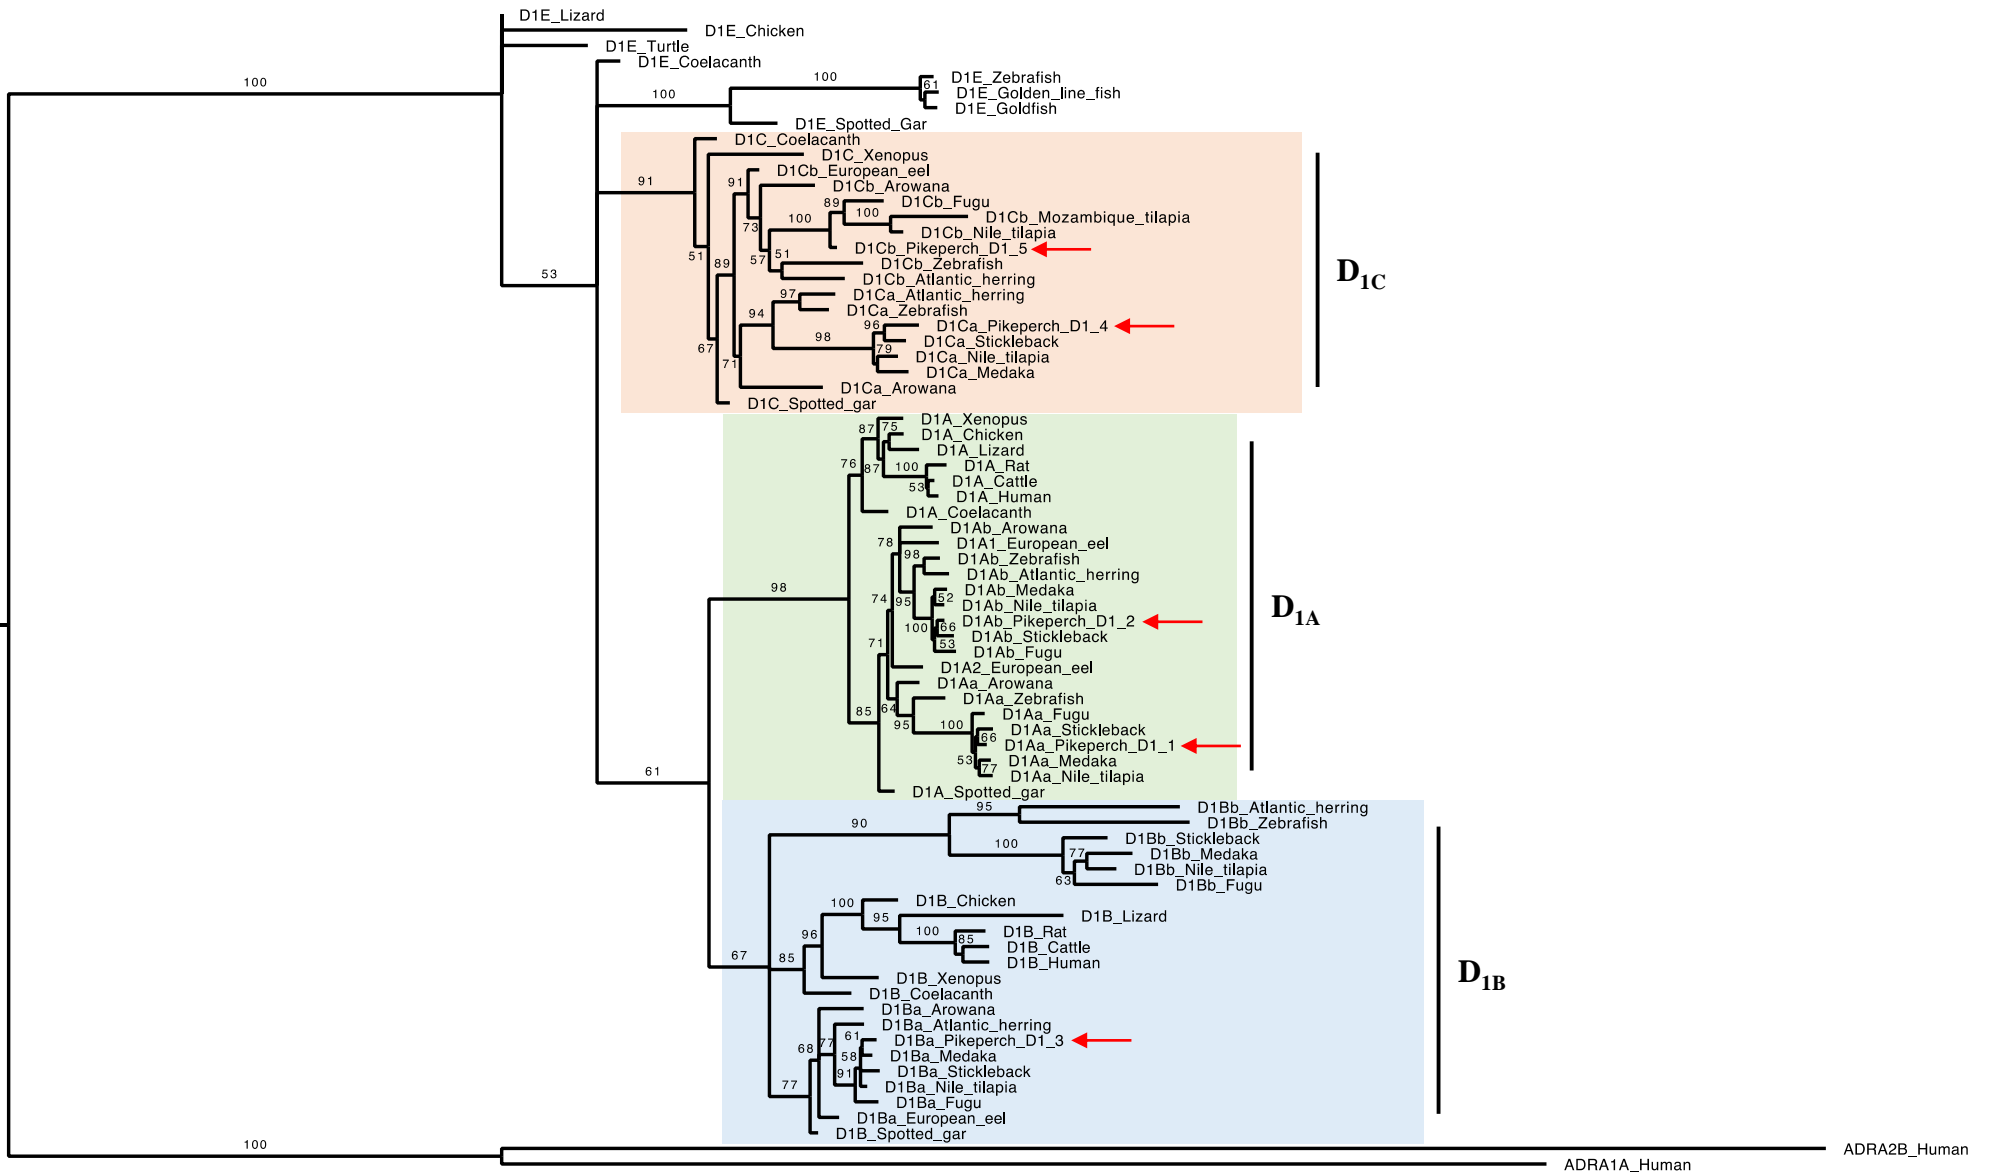 D1E_Lizard
D1E_Chicken
D1E_Turtle
D1E_Coelacanth
100
100
D1E_Zebrafish
61
D1E_Golden_line_fish
100
D1E_Goldfish
D1E_Spotted_Gar
D1C_Coelacanth
D1C_Xenopus
D1Cb_European_eel
91
91
D1Cb_Arowana
D1Cb_Fugu
89
100
D1Cb_Mozambique_tilapia
100
73
D1Cb_Nile_tilapia
D1Cb_Pikeperch_D1_5
51
51
57
D1Cb_Zebrafish
89
53
D1Cb_Atlantic_herring
D1C
97
D1Ca_Atlantic_herring
D1Ca_Zebrafish
94
96
D1Ca_Pikeperch_D1_4
98
D1Ca_Stickleback
67
79
D1Ca_Nile_tilapia
71
D1Ca_Medaka
D1Ca_Arowana
D1C_Spotted_gar
D1A_Xenopus
87
75
D1A_Chicken
D1A_Lizard
76
87
100
D1A_Rat
D1A_Cattle
53
D1A_Human
D1A_Coelacanth
D1Ab_Arowana
78
D1A1_European_eel
98
D1Ab_Zebrafish
D1Ab_Atlantic_herring
98
D1Ab_Medaka
74
95
52
D1Ab_Nile_tilapia
D1A
100
66
D1Ab_Pikeperch_D1_2
D1Ab_Stickleback
71
53
D1Ab_Fugu
D1A2_European_eel
D1Aa_Arowana
D1Aa_Zebrafish
85
64
D1Aa_Fugu
95
100
D1Aa_Stickleback
66
D1Aa_Pikeperch_D1_1
53
D1Aa_Medaka
61
77
D1Aa_Nile_tilapia
D1A_Spotted_gar
95
D1Bb_Atlantic_herring
90
D1Bb_Zebrafish
D1Bb_Stickleback
100
77
D1Bb_Medaka
D1Bb_Nile_tilapia
63
D1Bb_Fugu
100
D1B_Chicken
95
D1B_Lizard
96
100
D1B_Rat
85
D1B_Cattle
67
85
D1B_Human
D1B
D1B_Xenopus
D1B_Coelacanth
D1Ba_Arowana
D1Ba_Atlantic_herring
61
D1Ba_Pikeperch_D1_3
68
77
58
D1Ba_Medaka
91
D1Ba_Stickleback
77
D1Ba_Nile_tilapia
D1Ba_Fugu
D1Ba_European_eel
D1B_Spotted_gar
100
ADRA2B_Human
ADRA1A_Human